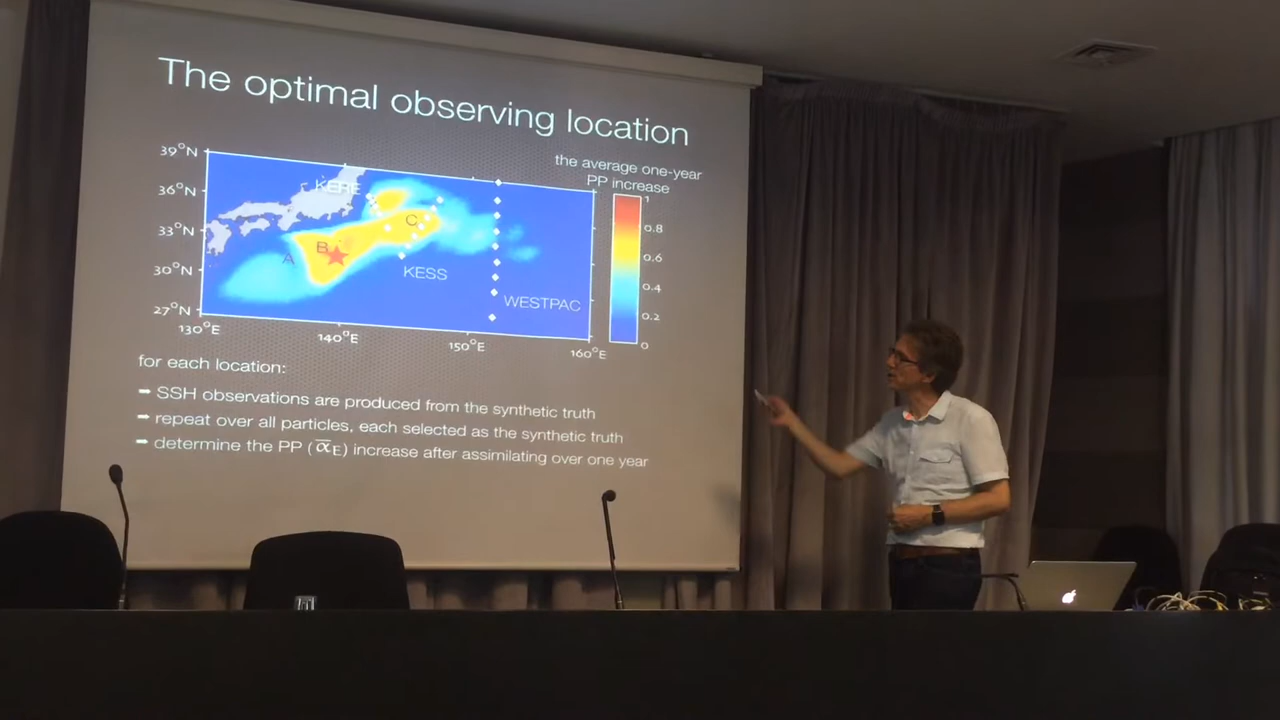 The optimal observing location
the average one-year
PP increase
39°N
36°N
33°N
30°N
27°N
130°E
140°E
150°E
160°E
KERE
A
B
C
KESS
WESTPAC
1
0.8
0.6
0.4
0.2
0
for each location:
➡ SSH observations are produced from the synthetic truth
➡ repeat over all particles, each selected as the synthetic truth
➡ determine the PP (α̅E) increase after assimilating over one year